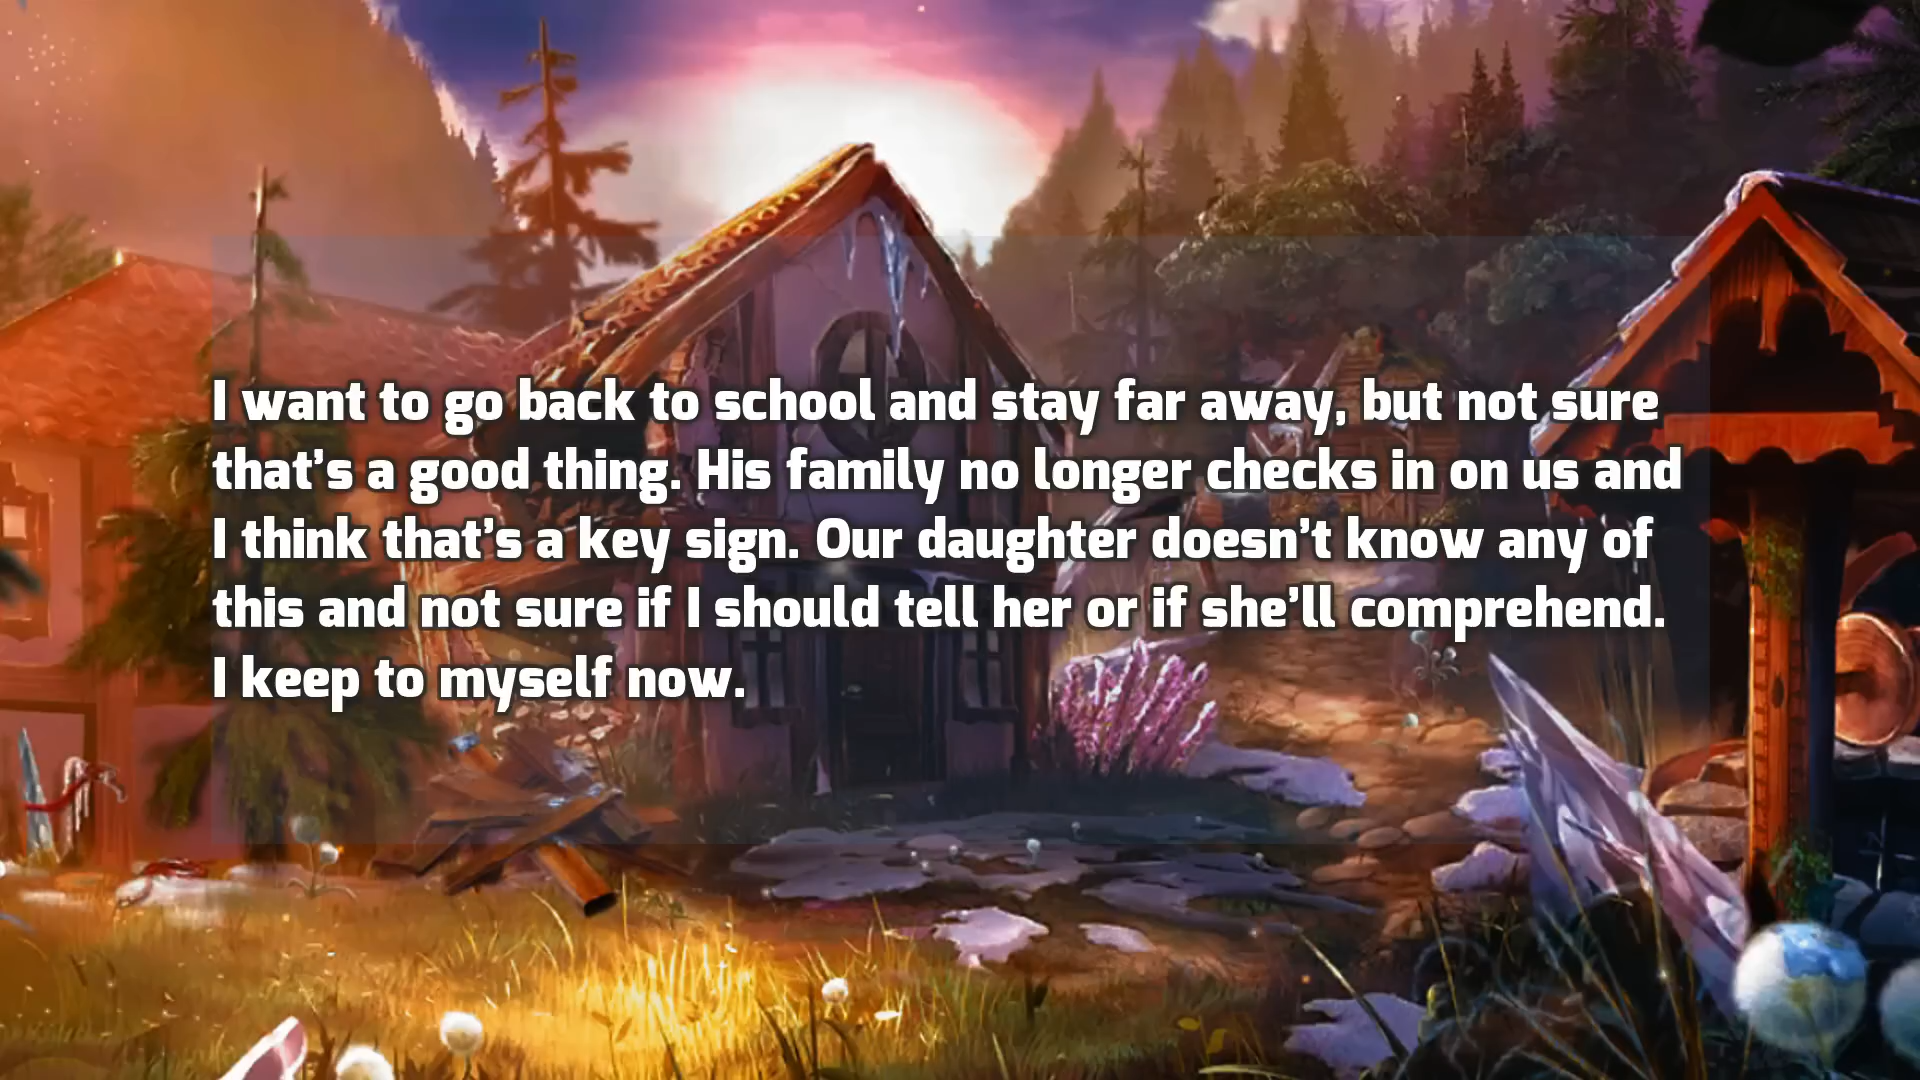 I want to go back to school and stay far away, but not sure
that’s a good thing. His family no longer checks in on us and
I think that’s a key sign. Our daughter doesn’t know any of
this and not sure if I should tell her or if she’ll comprehend.
I keep to myself now.